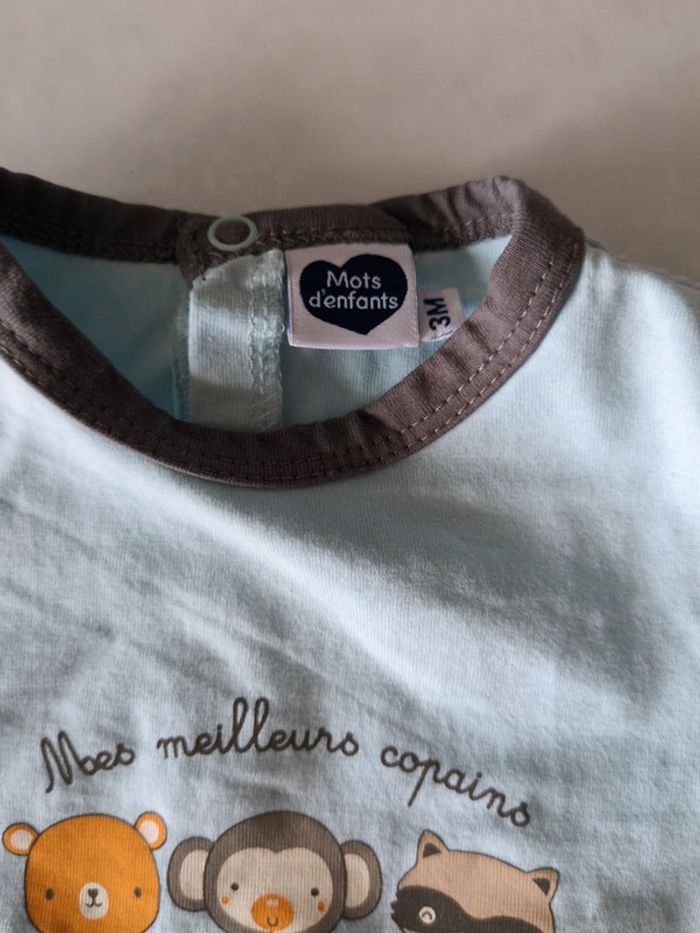 Mots
d'enfants
3M
Mes meilleurs copains